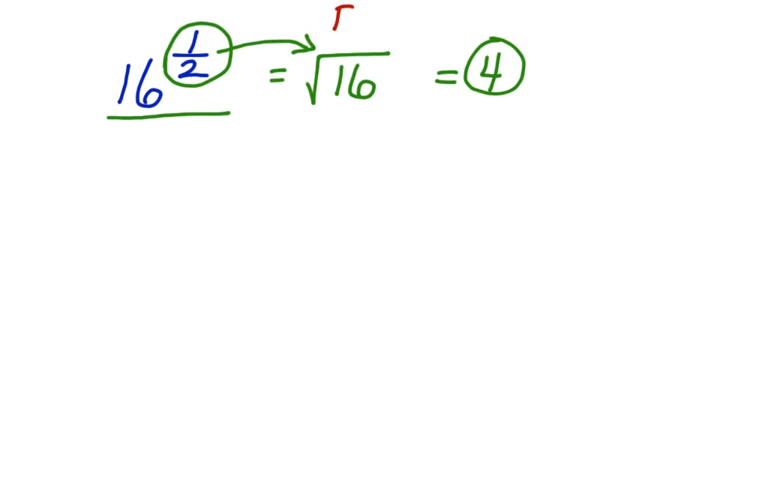 r
16^{1/2} = √16 = 4